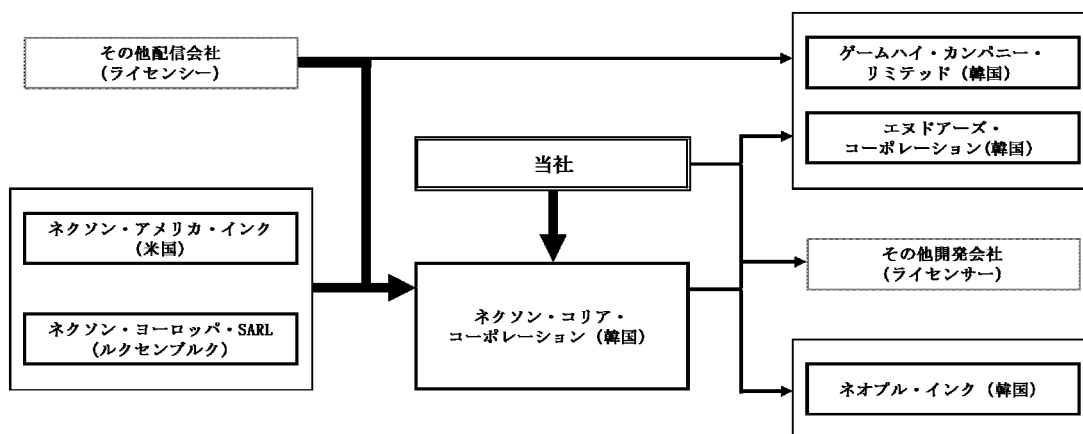 その他配信会社
(ライセンシー)
ゲームハイ・カンパニー・
リミテッド (韓国)
エヌドアーズ・
コーポレーション(韓国)
当社
ネクソン・アメリカ・インク
(米国)
ネクソン・ヨーロッパ・SARL
(ルクセンブルク)
ネクソン・コリア・
コーポレーション (韓国)
その他開発会社
(ライセンサー)
ネオプル・インク (韓国)